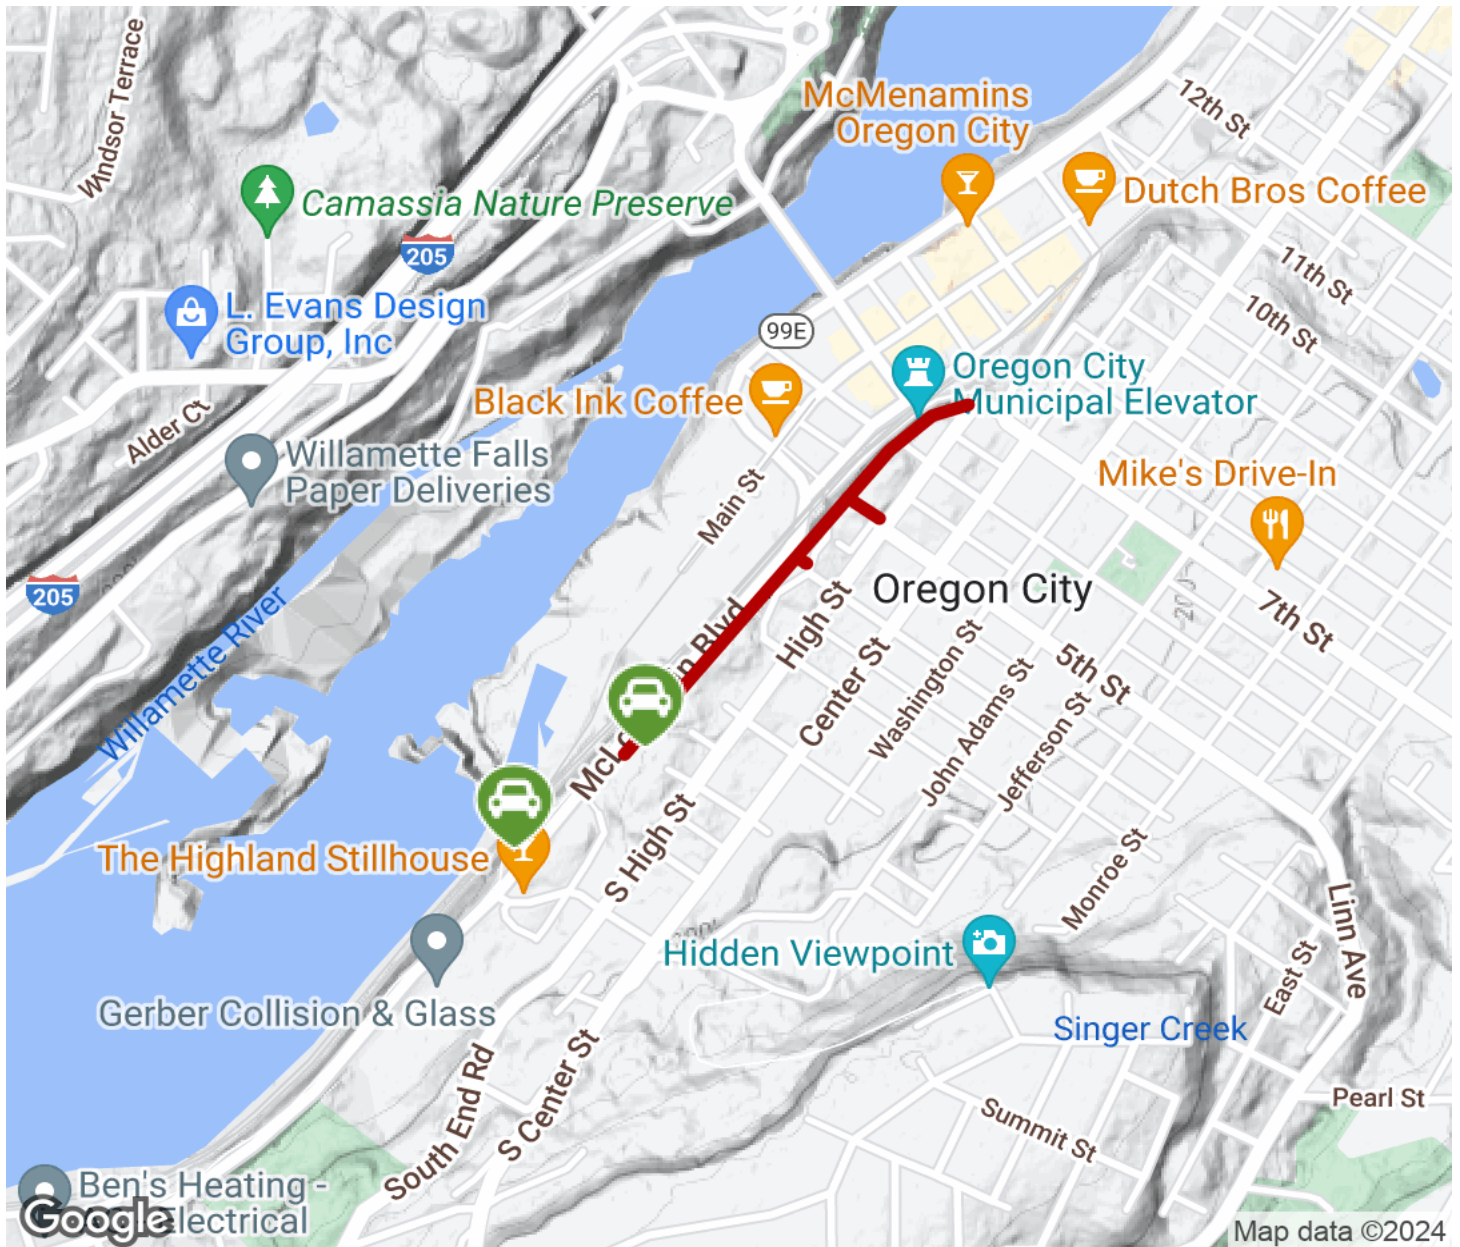 Windsor Terrace
McMenamins
Oregon City
12th St
Dutch Bros Coffee
Camassia Nature Preserve
205
11th St
L. Evans Design
Group, Inc
10th St
99E
Oregon City
Municipal Elevator
Black Ink Coffee
Alder Ct
Willamette Falls
Paper Deliveries
Mike's Drive-In
Main St
205
Oregon City
7th St
Willamette River
High St
Center St
Washington St
5th St
John Adams St
Jefferson St
Blvd
S High St
The Highland Stillhouse
Monroe St
Linn Ave
Hidden Viewpoint
East St
Gerber Collision & Glass
Singer Creek
South End Rd
S Center St
Pearl St
Summit St
Ben's Heating -
Electrical
Google
Map data ©2024